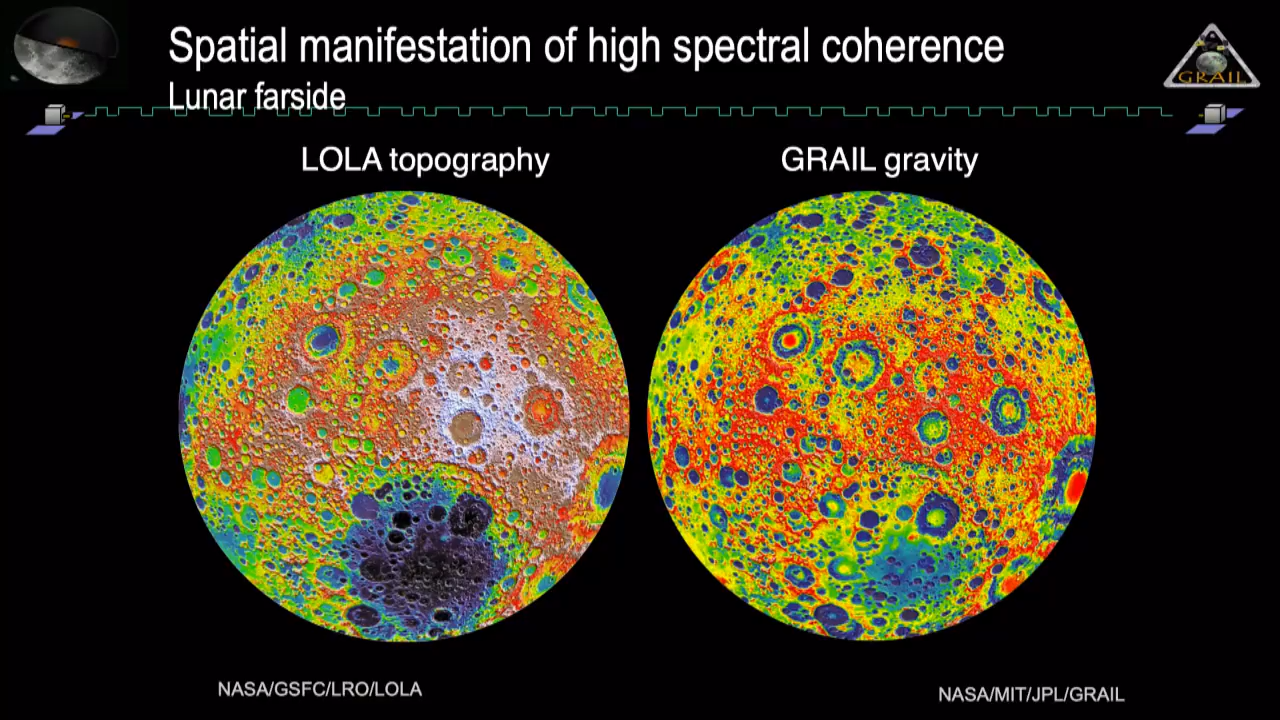 Spatial manifestation of high spectral coherence
Lunar farside
GRAIL
LOLA topography
GRAIL gravity
NASA/GSFC/LRO/LOLA
NASA/MIT/JPL/GRAIL